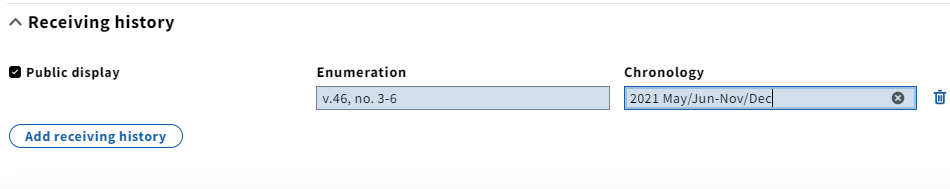 Receiving history
Public display
Enumeration
Chronology
v.46, no. 3-6
2021 May/Jun-Nov/Dec
Add receiving history